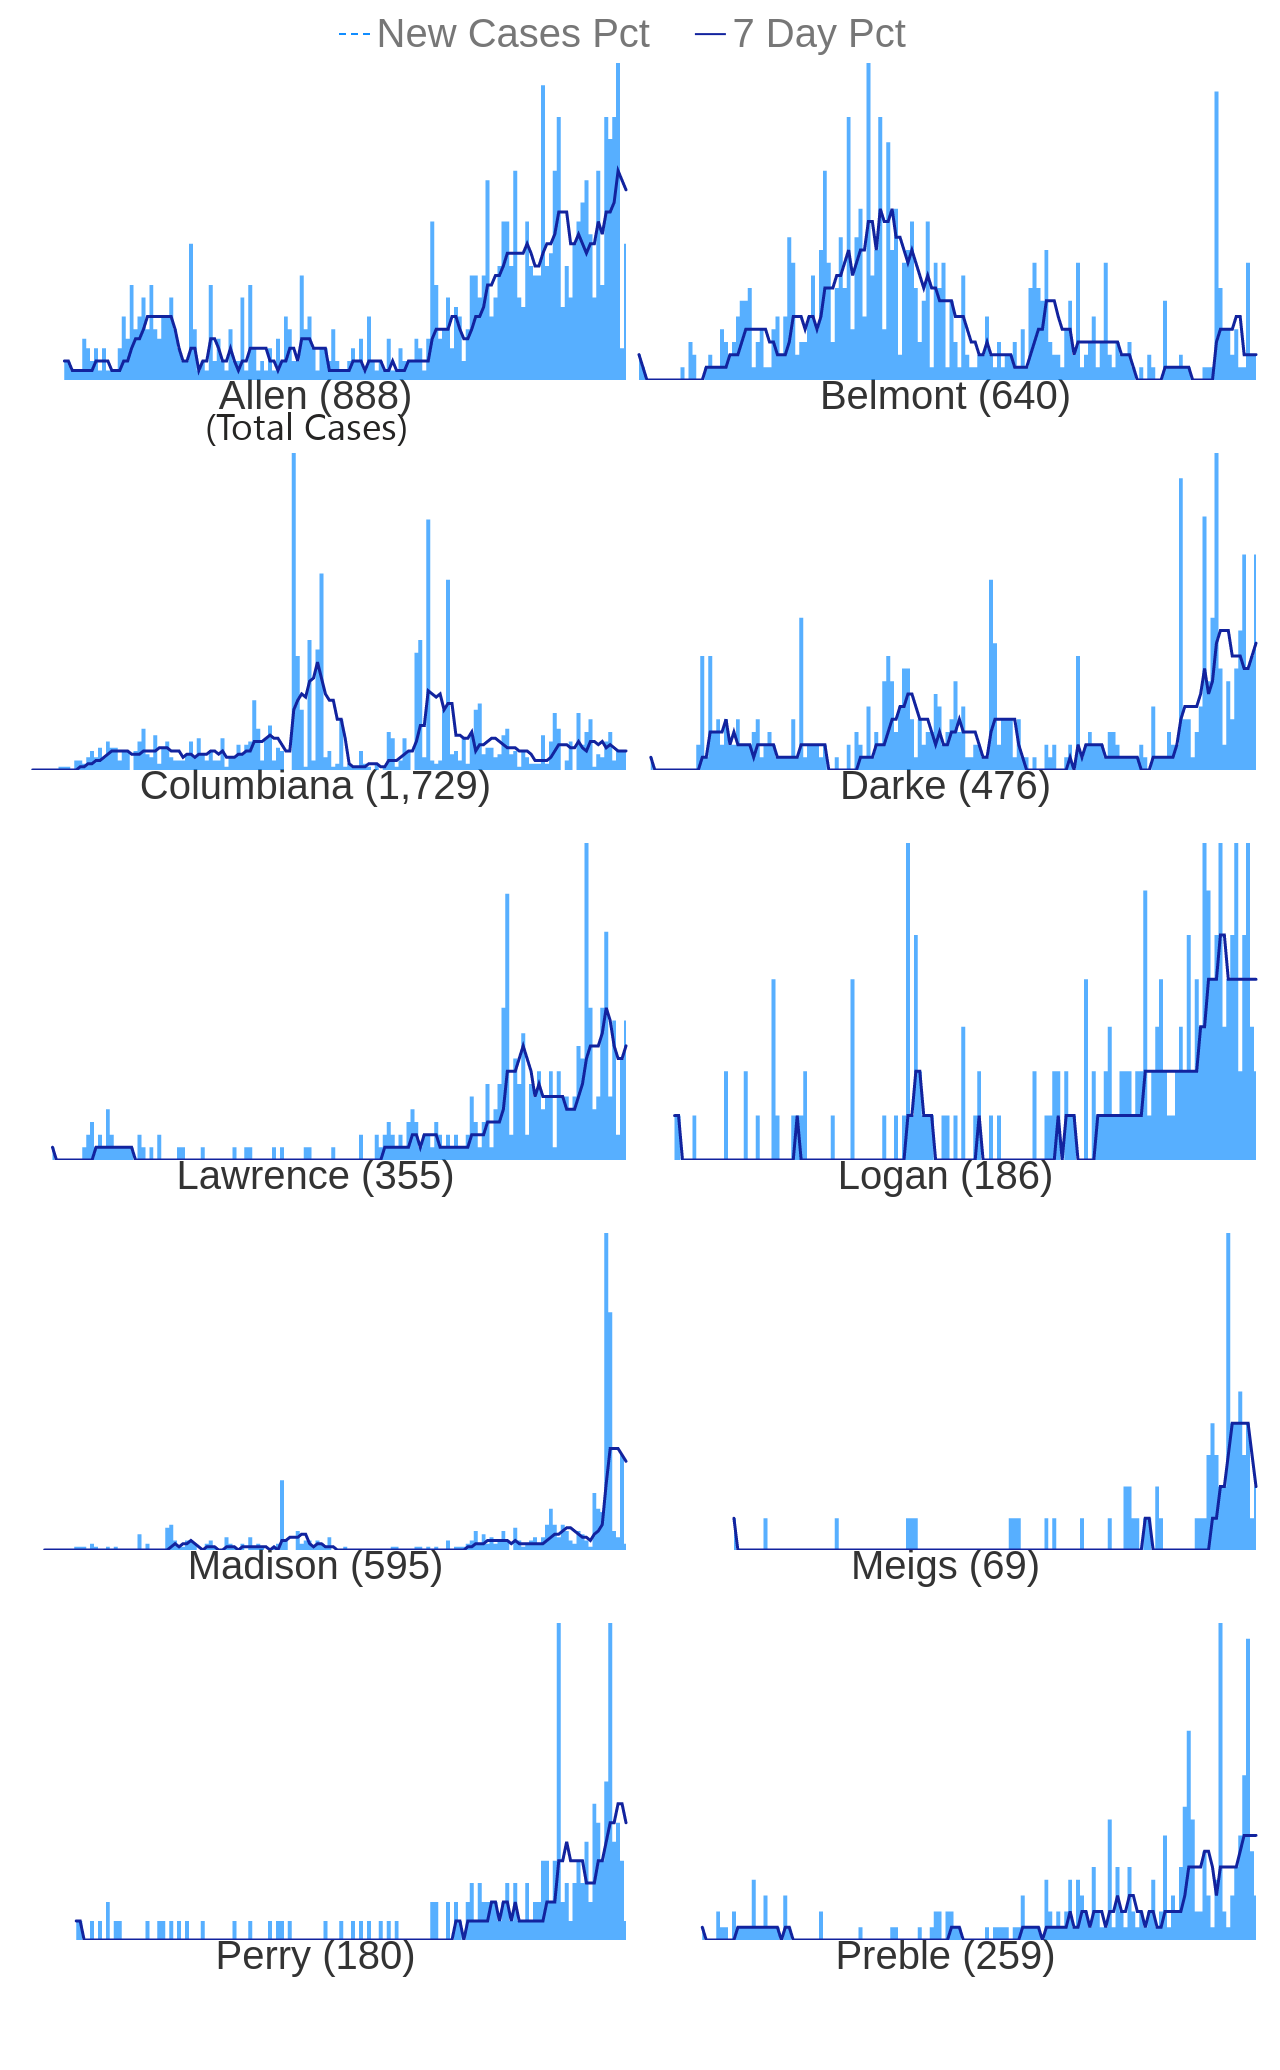 New Cases Pct 7 Day Pct
Allen (888) Belmont (640)
(Total Cases)
Columbiana (1,729) Darke (476)
Lawrence (355) Logan (186)
Madison (595) Meigs (69)
Perry (180) Preble (259)